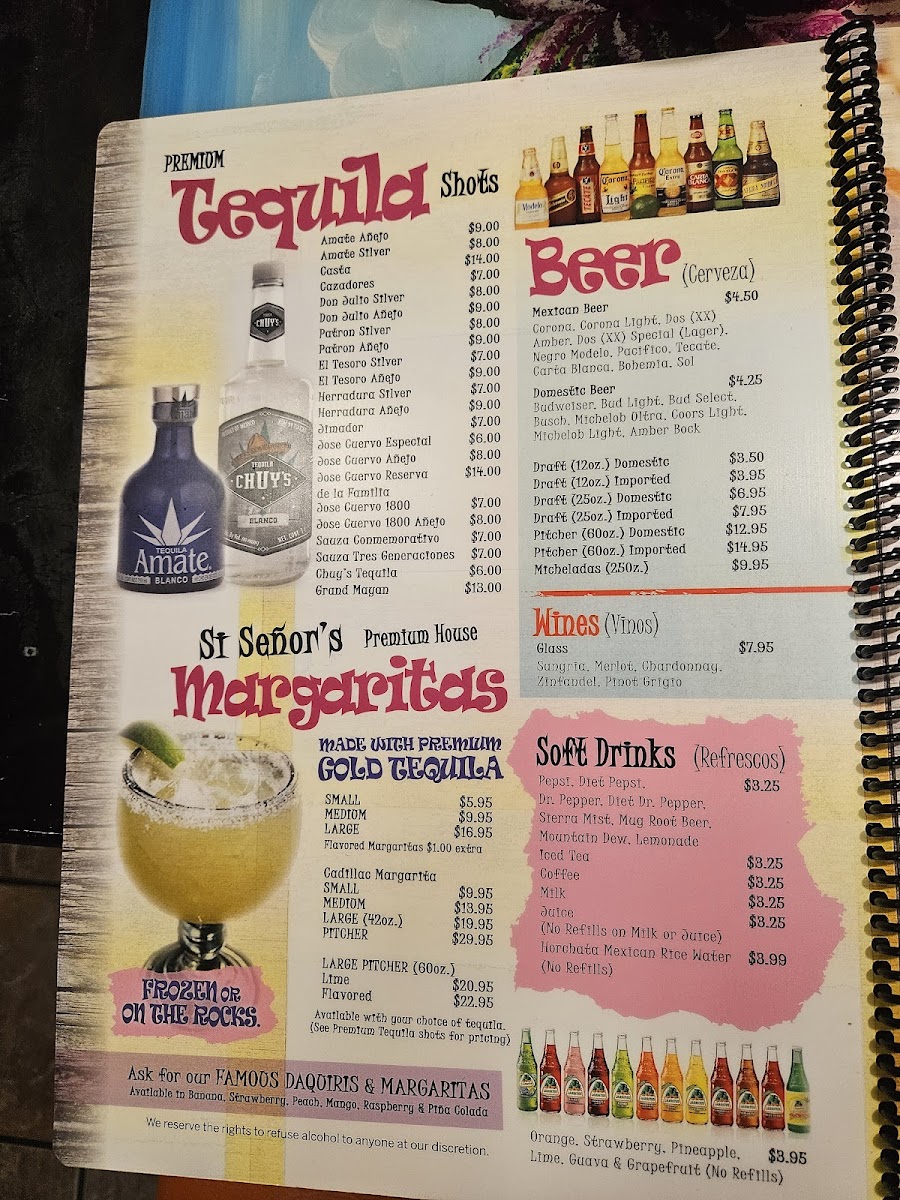 PREMIUM
Tequila Shots
Amate Añejo $9.00
Amate Silver $8.00
Casta $14.00
Cazadores $7.00
Don Julio Silver $8.00
Don Julio Añejo $9.00
Patron Silver $8.00
Patron Añejo $9.00
El Tesoro Silver $7.00
El Tesoro Añejo $9.00
Herradura Silver $7.00
Herradura Añejo $9.00
Jimador $7.00
Jose Cuervo Especial $6.00
Jose Cuervo Añejo $8.00
Jose Cuervo Reserva $14.00
de la Familia
Jose Cuervo 1800 $7.00
Jose Cuervo 1800 Añejo $8.00
Sauza Conmemorativo $7.00
Sauza Tres Generaciones $7.00
Chuy's Tequila $6.00
Grand Mayan $13.00
CHUY'S
TEQUILA
CHUY'S
BLANCO
TEQUILA
Amate
BLANCO
Si Señor's Premium House
Margaritas
MADE WITH PREMIUM
GOLD TEQUILA
SMALL $5.95
MEDIUM $9.95
LARGE $16.95
Flavored Margaritas $1.00 extra
Cadillac Margarita
SMALL $9.95
MEDIUM $13.95
LARGE (42oz.) $19.95
PITCHER $29.95
LARGE PITCHER (60oz.)
Lime $20.95
Flavored $22.95
Available with your choice of tequila.
(See Premium Tequila shots for pricing)
FROZEN OR
ON THE ROCKS.
Ask for our FAMOUS DAQUIRIS & MARGARITAS
Available in Banana, Strawberry, Peach, Mango, Raspberry & Piña Colada
We reserve the rights to refuse alcohol to anyone at our discretion.
Modelo
TECATE
Corona
Light
Pacifico
Corona
Extra
CARTA
BLANCA
XX
Beer (Cerveza)
Mexican Beer $4.50
Corona, Corona Light, Dos (XX)
Amber, Dos (XX) Special (Lager),
Negro Modelo, Pacifico, Tecate,
Carta Blanca, Bohemia, Sol
Domestic Beer $4.25
Budweiser, Bud Light, Bud Select,
Busch, Michelob Ultra, Coors Light,
Michelob Light, Amber Bock
Draft (12oz.) Domestic $3.50
Draft (12oz.) Imported $3.95
Draft (25oz.) Domestic $6.95
Draft (25oz.) Imported $7.95
Pitcher (60oz.) Domestic $12.95
Pitcher (60oz.) Imported $14.95
Micheladas (25oz.) $9.95
Wines (Vinos)
Glass $7.95
Sangria, Merlot, Chardonnay,
Zinfandel, Pinot Grigio
Soft Drinks (Refrescos)
Pepsi, Diet Pepsi, $3.25
Dr. Pepper, Diet Dr. Pepper,
Sierra Mist, Mug Root Beer,
Mountain Dew, Lemonade
Iced Tea $3.25
Coffee $3.25
Milk $3.25
Juice $3.25
(No Refills on Milk or Juice)
Horchata Mexican Rice Water $3.99
(No Refills)
Orange, Strawberry, Pineapple, $3.95
Lime, Guava & Grapefruit (No Refills)